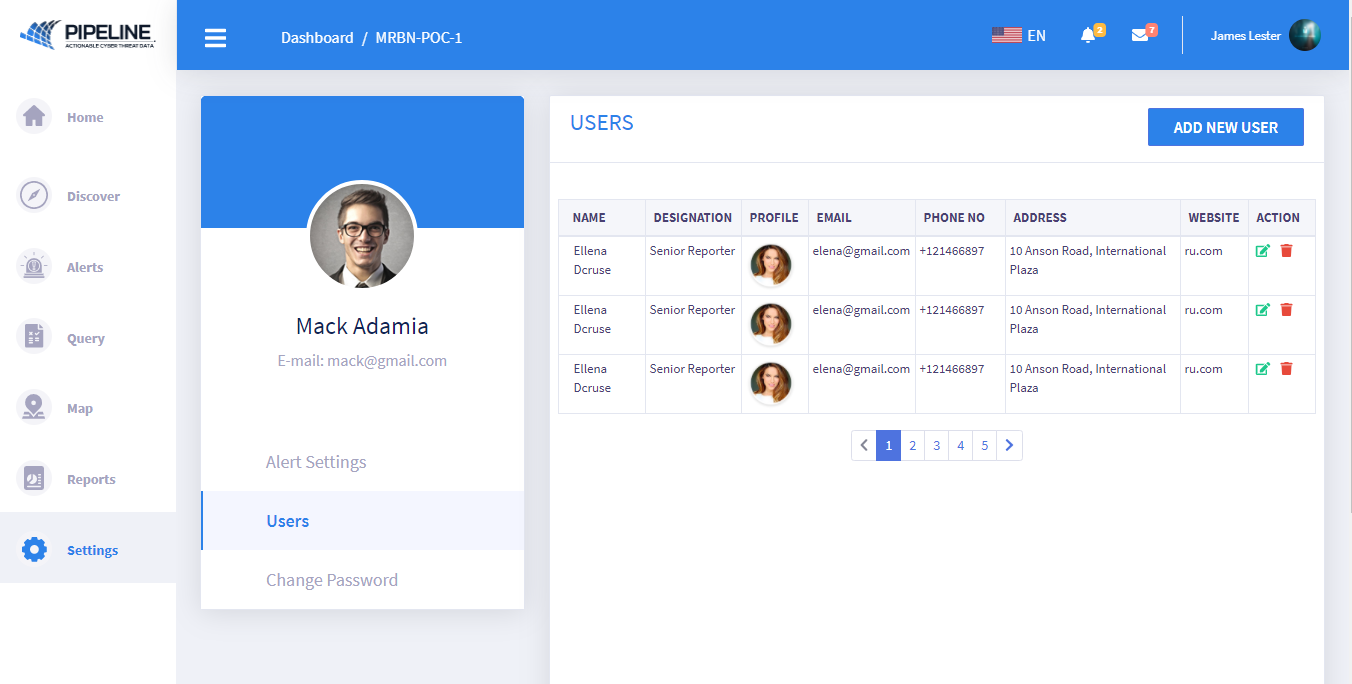 PIPELINE
ACTIONABLE CYBER THREAT DATA
Dashboard / MRBN-POC-1
EN
2
7
James Lester
Home
Discover
Alerts
Query
Map
Reports
Settings
Mack Adamia
E-mail: mack@gmail.com
Alert Settings
Users
Change Password
USERS
ADD NEW USER
NAME DESIGNATION PROFILE EMAIL PHONE NO ADDRESS WEBSITE ACTION
Ellena Senior Reporter elena@gmail.com +121466897 10 Anson Road, International ru.com
Dcruse Plaza
Ellena Senior Reporter elena@gmail.com +121466897 10 Anson Road, International ru.com
Dcruse Plaza
Ellena Senior Reporter elena@gmail.com +121466897 10 Anson Road, International ru.com
Dcruse Plaza
1 2 3 4 5